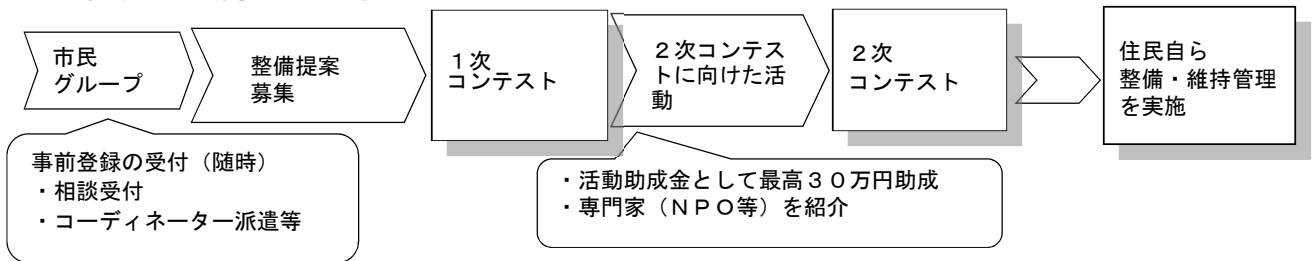 市民
グループ
整備提案
募集
１次
コンテスト
２次コンテス
トに向けた活
動
２次
コンテスト
住民自ら
整備・維持管理
を実施
事前登録の受付（随時）
・相談受付
・コーディネーター派遣等
・活動助成金として最高３０万円助成
・専門家（ＮＰＯ等）を紹介